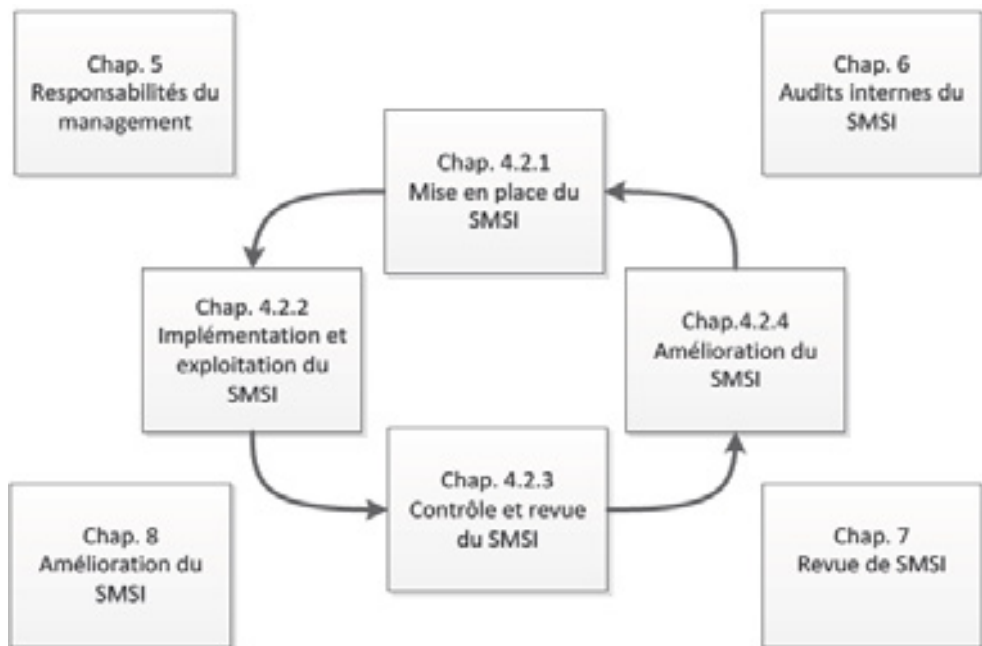 Chap. 5
Responsabilités du
management
Chap. 6
Audits internes du
SMSI
Chap. 4.2.1
Mise en place du
SMSI
Chap. 4.2.2
Implémentation et
exploitation du
SMSI
Chap.4.2.4
Amélioration du
SMSI
Chap. 4.2.3
Contrôle et revue
du SMSI
Chap. 8
Amélioration du
SMSI
Chap. 7
Revue de SMSI